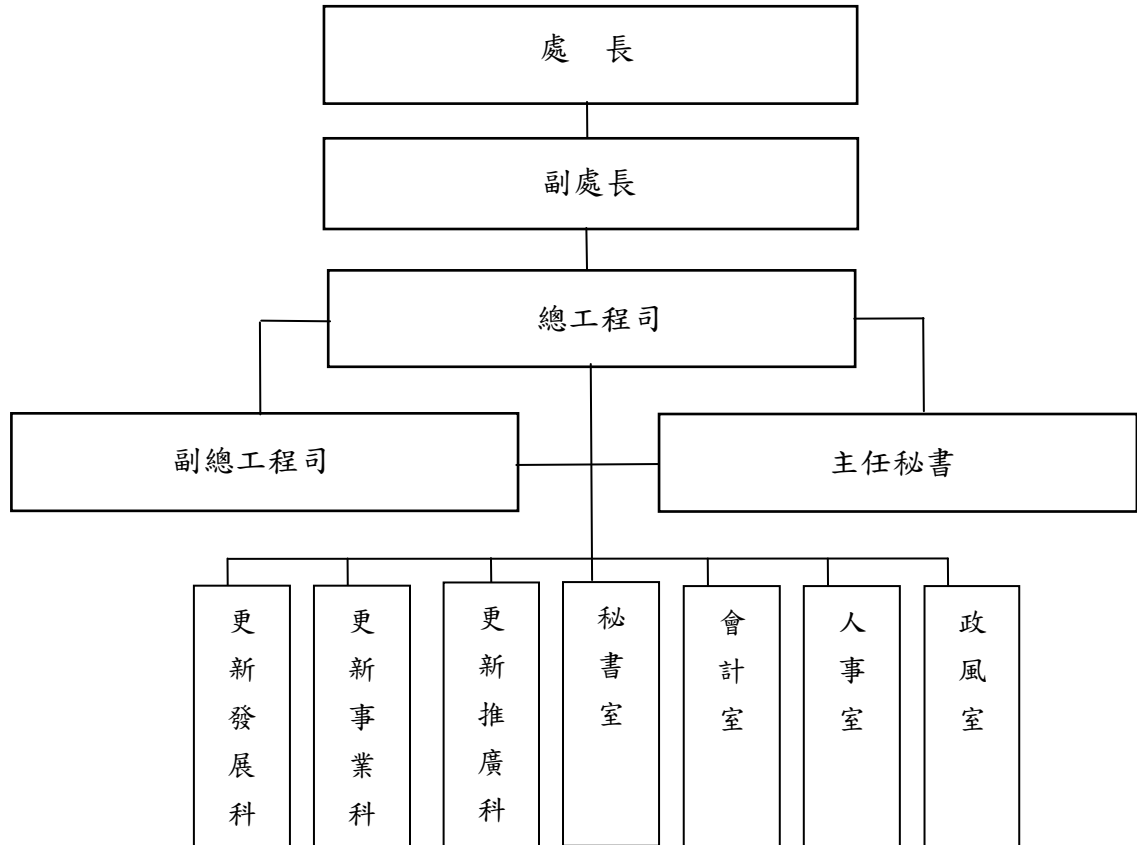 處 長
副處長
總工程司
副總工程司
主任秘書
更新發展科
更新事業科
更新推廣科
秘書室
會計室
人事室
政風室